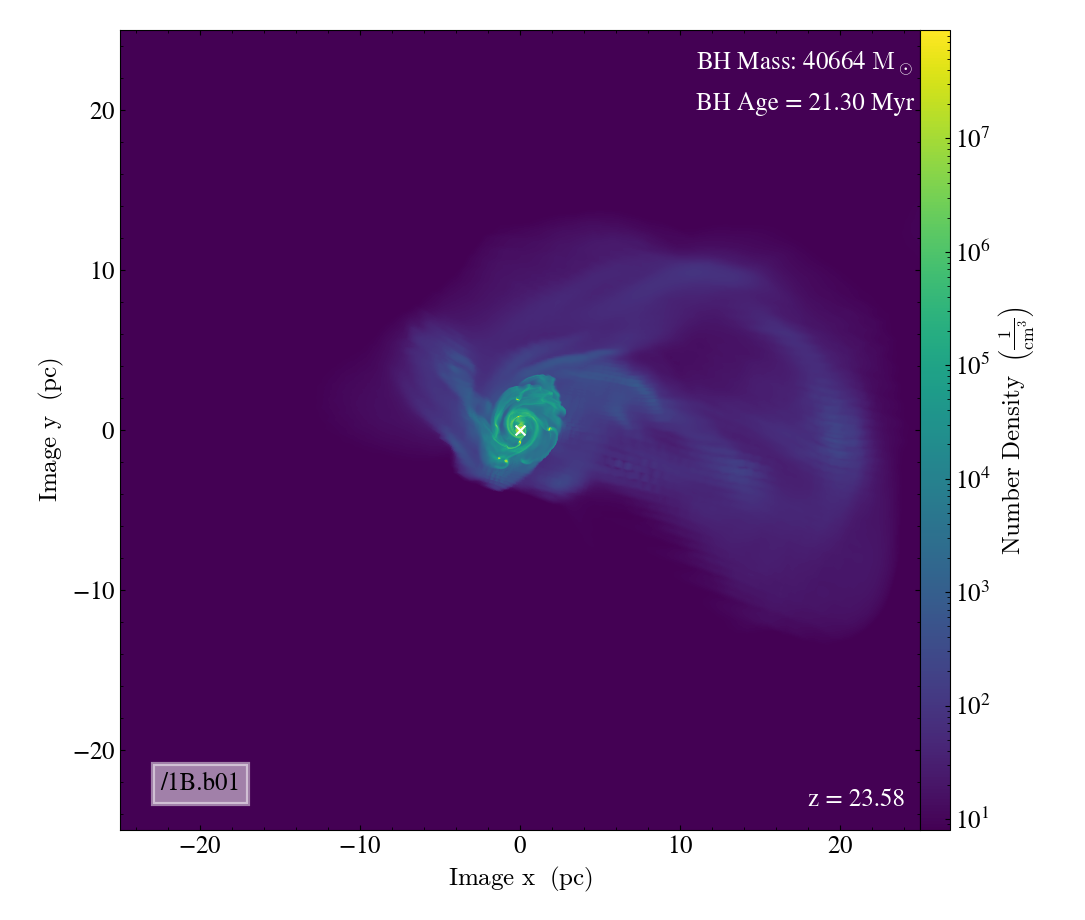 BH Mass: 40664 M☉
BH Age = 21.30 Myr
20
10
0
−10
−20
Image y (pc)
/1B.b01
z = 23.58
−20 −10 0 10 20
Image x (pc)
10⁷
10⁶
10⁵
10⁴
10³
10²
10¹
Number Density (1/cm³)